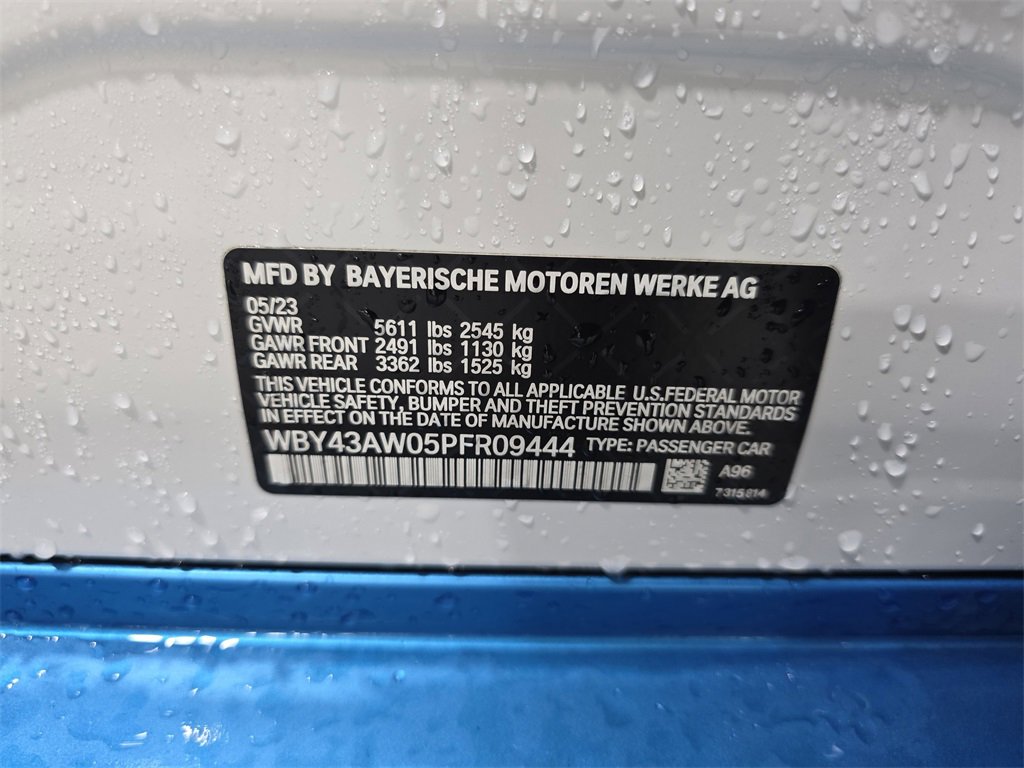 MFD BY BAYERISCHE MOTOREN WERKE AG
05/23
GVWR 5611 lbs 2545 kg
GAWR FRONT 2491 lbs 1130 kg
GAWR REAR 3362 lbs 1525 kg
THIS VEHICLE CONFORMS TO ALL APPLICABLE U.S.FEDERAL MOTOR
VEHICLE SAFETY, BUMPER AND THEFT PREVENTION STANDARDS
IN EFFECT ON THE DATE OF MANUFACTURE SHOWN ABOVE.
WBY43AW05PFR09444 TYPE: PASSENGER CAR
A96
7315814